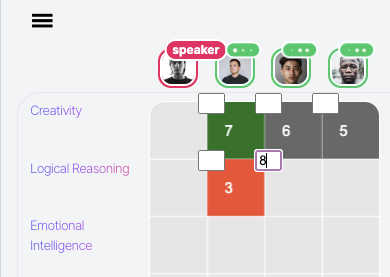 speaker
Creativity
7 6 5
Logical Reasoning
8
3
Emotional
Intelligence